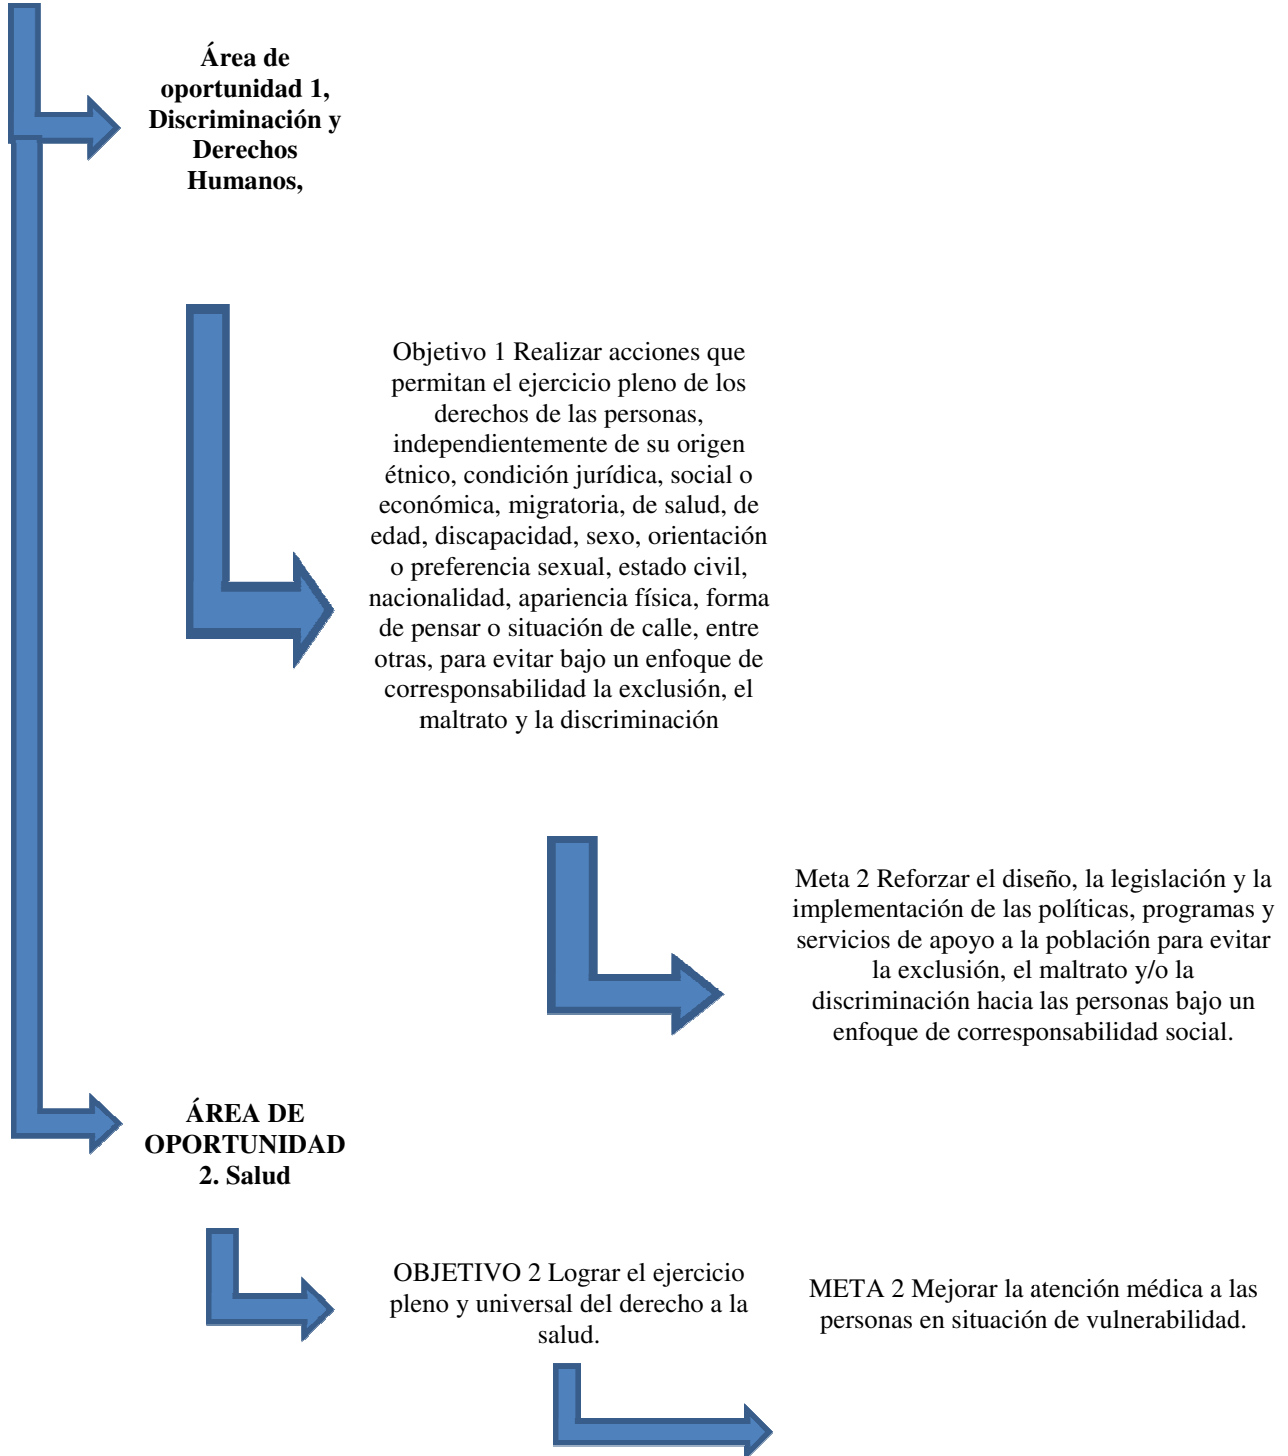 Área de
oportunidad 1,
Discriminación y
Derechos
Humanos,
Objetivo 1 Realizar acciones que
permitan el ejercicio pleno de los
derechos de las personas,
independientemente de su origen
étnico, condición jurídica, social o
económica, migratoria, de salud, de
edad, discapacidad, sexo, orientación
o preferencia sexual, estado civil,
nacionalidad, apariencia física, forma
de pensar o situación de calle, entre
otras, para evitar bajo un enfoque de
corresponsabilidad la exclusión, el
maltrato y la discriminación
Meta 2 Reforzar el diseño, la legislación y la
implementación de las políticas, programas y
servicios de apoyo a la población para evitar
la exclusión, el maltrato y/o la
discriminación hacia las personas bajo un
enfoque de corresponsabilidad social.
ÁREA DE
OPORTUNIDAD
2. Salud
OBJETIVO 2 Lograr el ejercicio
pleno y universal del derecho a la
salud.
META 2 Mejorar la atención médica a las
personas en situación de vulnerabilidad.